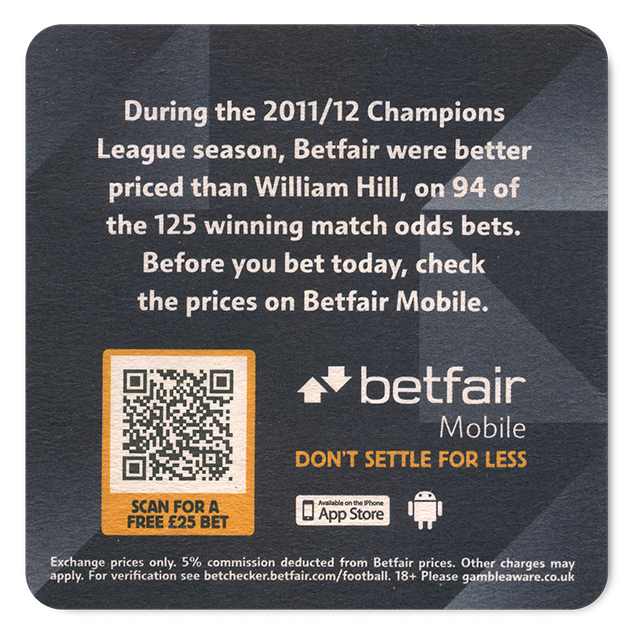 During the 2011/12 Champions
League season, Betfair were better
priced than William Hill, on 94 of
the 125 winning match odds bets.
Before you bet today, check
the prices on Betfair Mobile.
betfair
Mobile
DON'T SETTLE FOR LESS
SCAN FOR A
FREE £25 BET
Available on the iPhone
App Store
Exchange prices only. 5% commission deducted from Betfair prices. Other charges may
apply. For verification see betchecker.betfair.com/football. 18+ Please gambleaware.co.uk